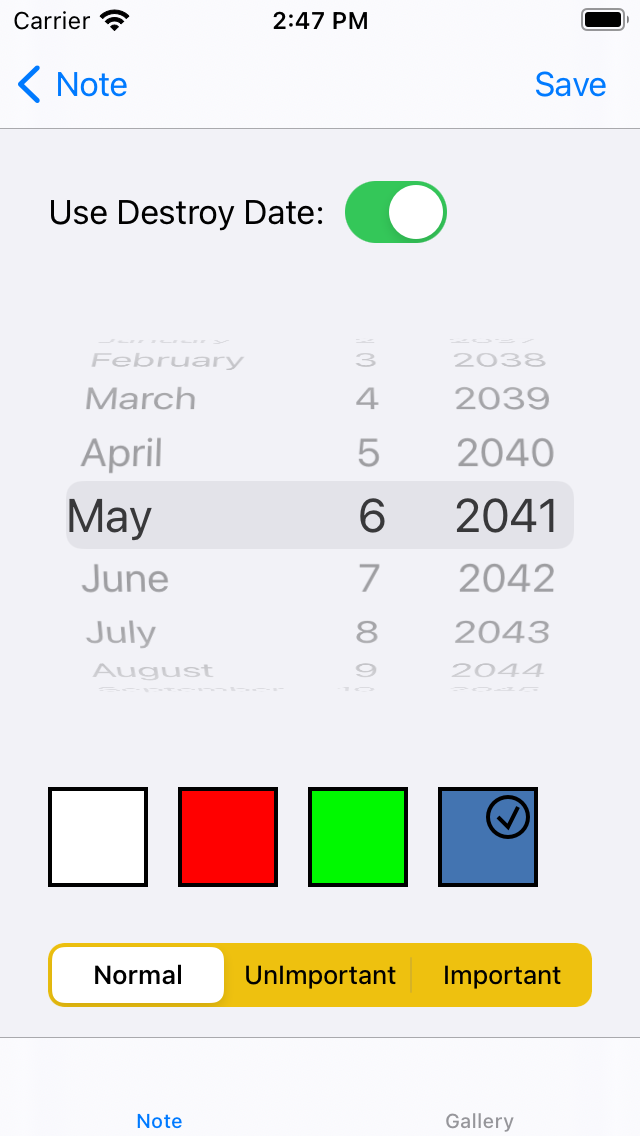 Carrier 2:47 PM
Note Save
Use Destroy Date:
February 3 2038
March 4 2039
April 5 2040
May 6 2041
June 7 2042
July 8 2043
August 9 2044
Normal UnImportant Important
Note Gallery